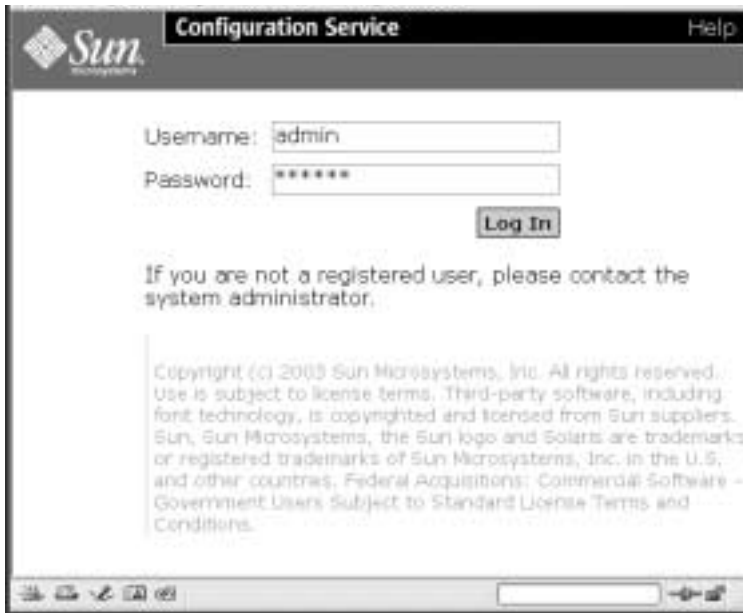 Configuration Service
Help
Sun
microsystems
Username: admin
Password: ******
Log In
If you are not a registered user, please contact the
system administrator.
Copyright (c) 2003 Sun Microsystems, Inc. All rights reserved.
Use is subject to license terms. Third-party software, including
font technology, is copyrighted and licensed from Sun suppliers.
Sun, Sun Microsystems, the Sun logo and Solaris are trademarks
or registered trademarks of Sun Microsystems, Inc. in the U.S.
and other countries. Federal Acquisitions: Commercial Software -
Government Users Subject to Standard License Terms and
Conditions.